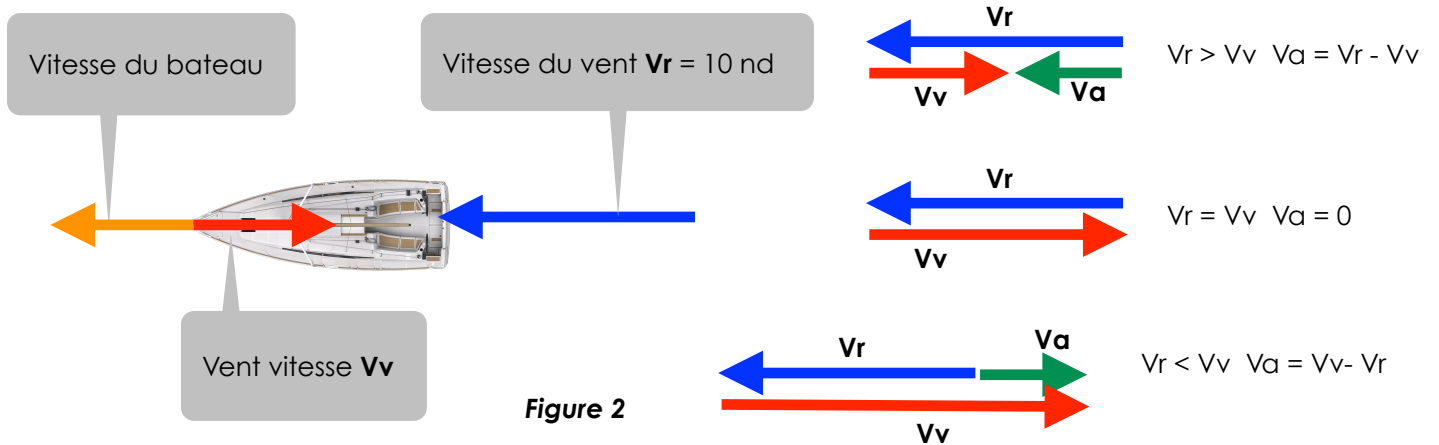 Vitesse du bateau
Vitesse du vent Vr = 10 nd
Vent vitesse Vv
Figure 2
Vr
Vv Va
Vr > Vv Va = Vr - Vv
Vr
Vv
Vr = Vv Va = 0
Va
Vr
Vv
Vr < Vv Va = Vv- Vr